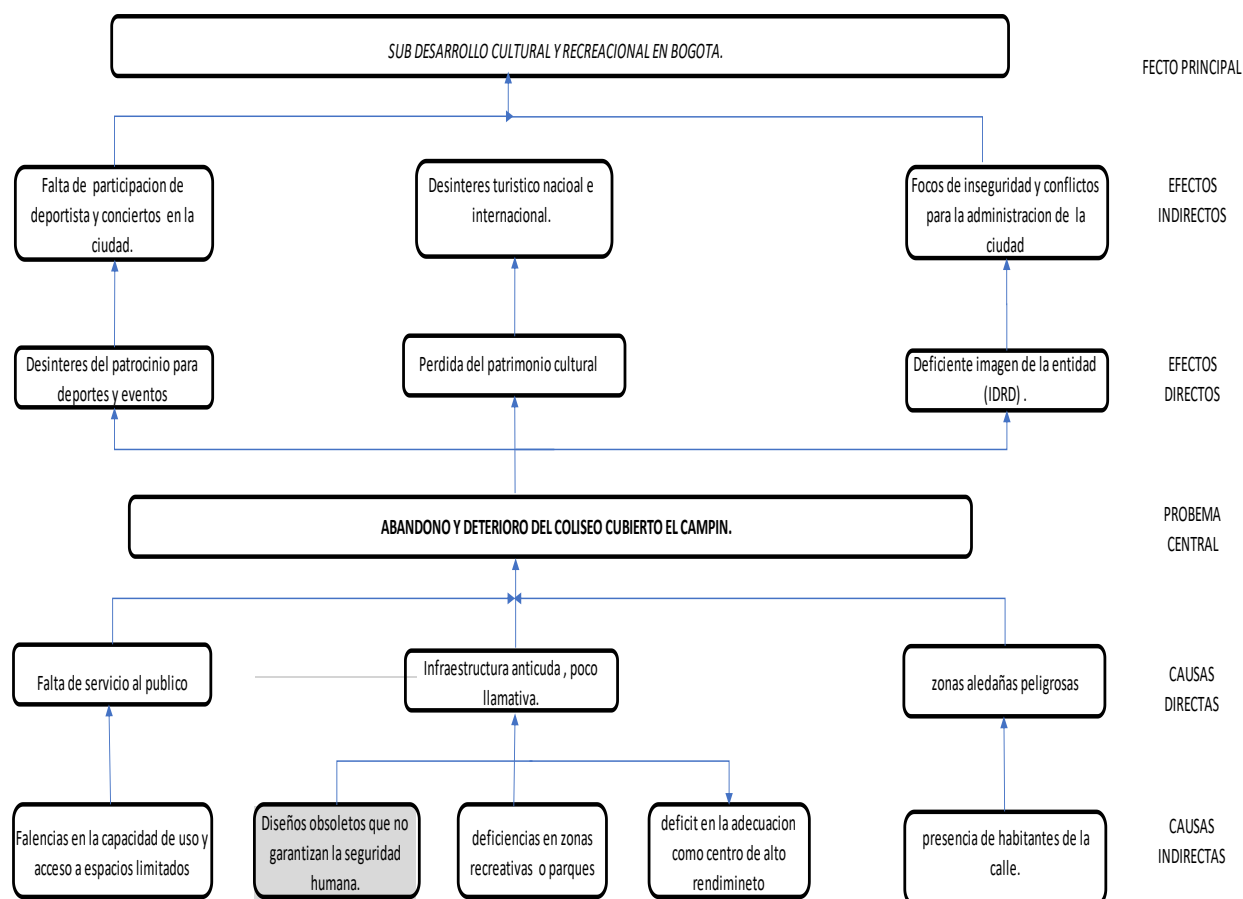 SUB DESARROLLO CULTURAL Y RECREACIONAL EN BOGOTA.
FECTO PRINCIPAL
Falta de participacion de
deportista y conciertos en la
ciudad.
Desinteres turistico nacioal e
internacional.
Focos de inseguridad y conflictos
para la administracion de la
ciudad
EFECTOS
INDIRECTOS
Desinteres del patrocinio para
deportes y eventos
Perdida del patrimonio cultural
Deficiente imagen de la entidad
(IDRD) .
EFECTOS
DIRECTOS
ABANDONO Y DETERIORO DEL COLISEO CUBIERTO EL CAMPIN.
PROBEMA
CENTRAL
Falta de servicio al publico
Infraestructura anticuda , poco
llamativa.
zonas aledañas peligrosas
CAUSAS
DIRECTAS
Falencias en la capacidad de uso y
acceso a espacios limitados
Diseños obsoletos que no
garantizan la seguridad
humana.
deficiencias en zonas
recreativas o parques
deficit en la adecuacion
como centro de alto
rendimineto
presencia de habitantes de la
calle.
CAUSAS
INDIRECTAS